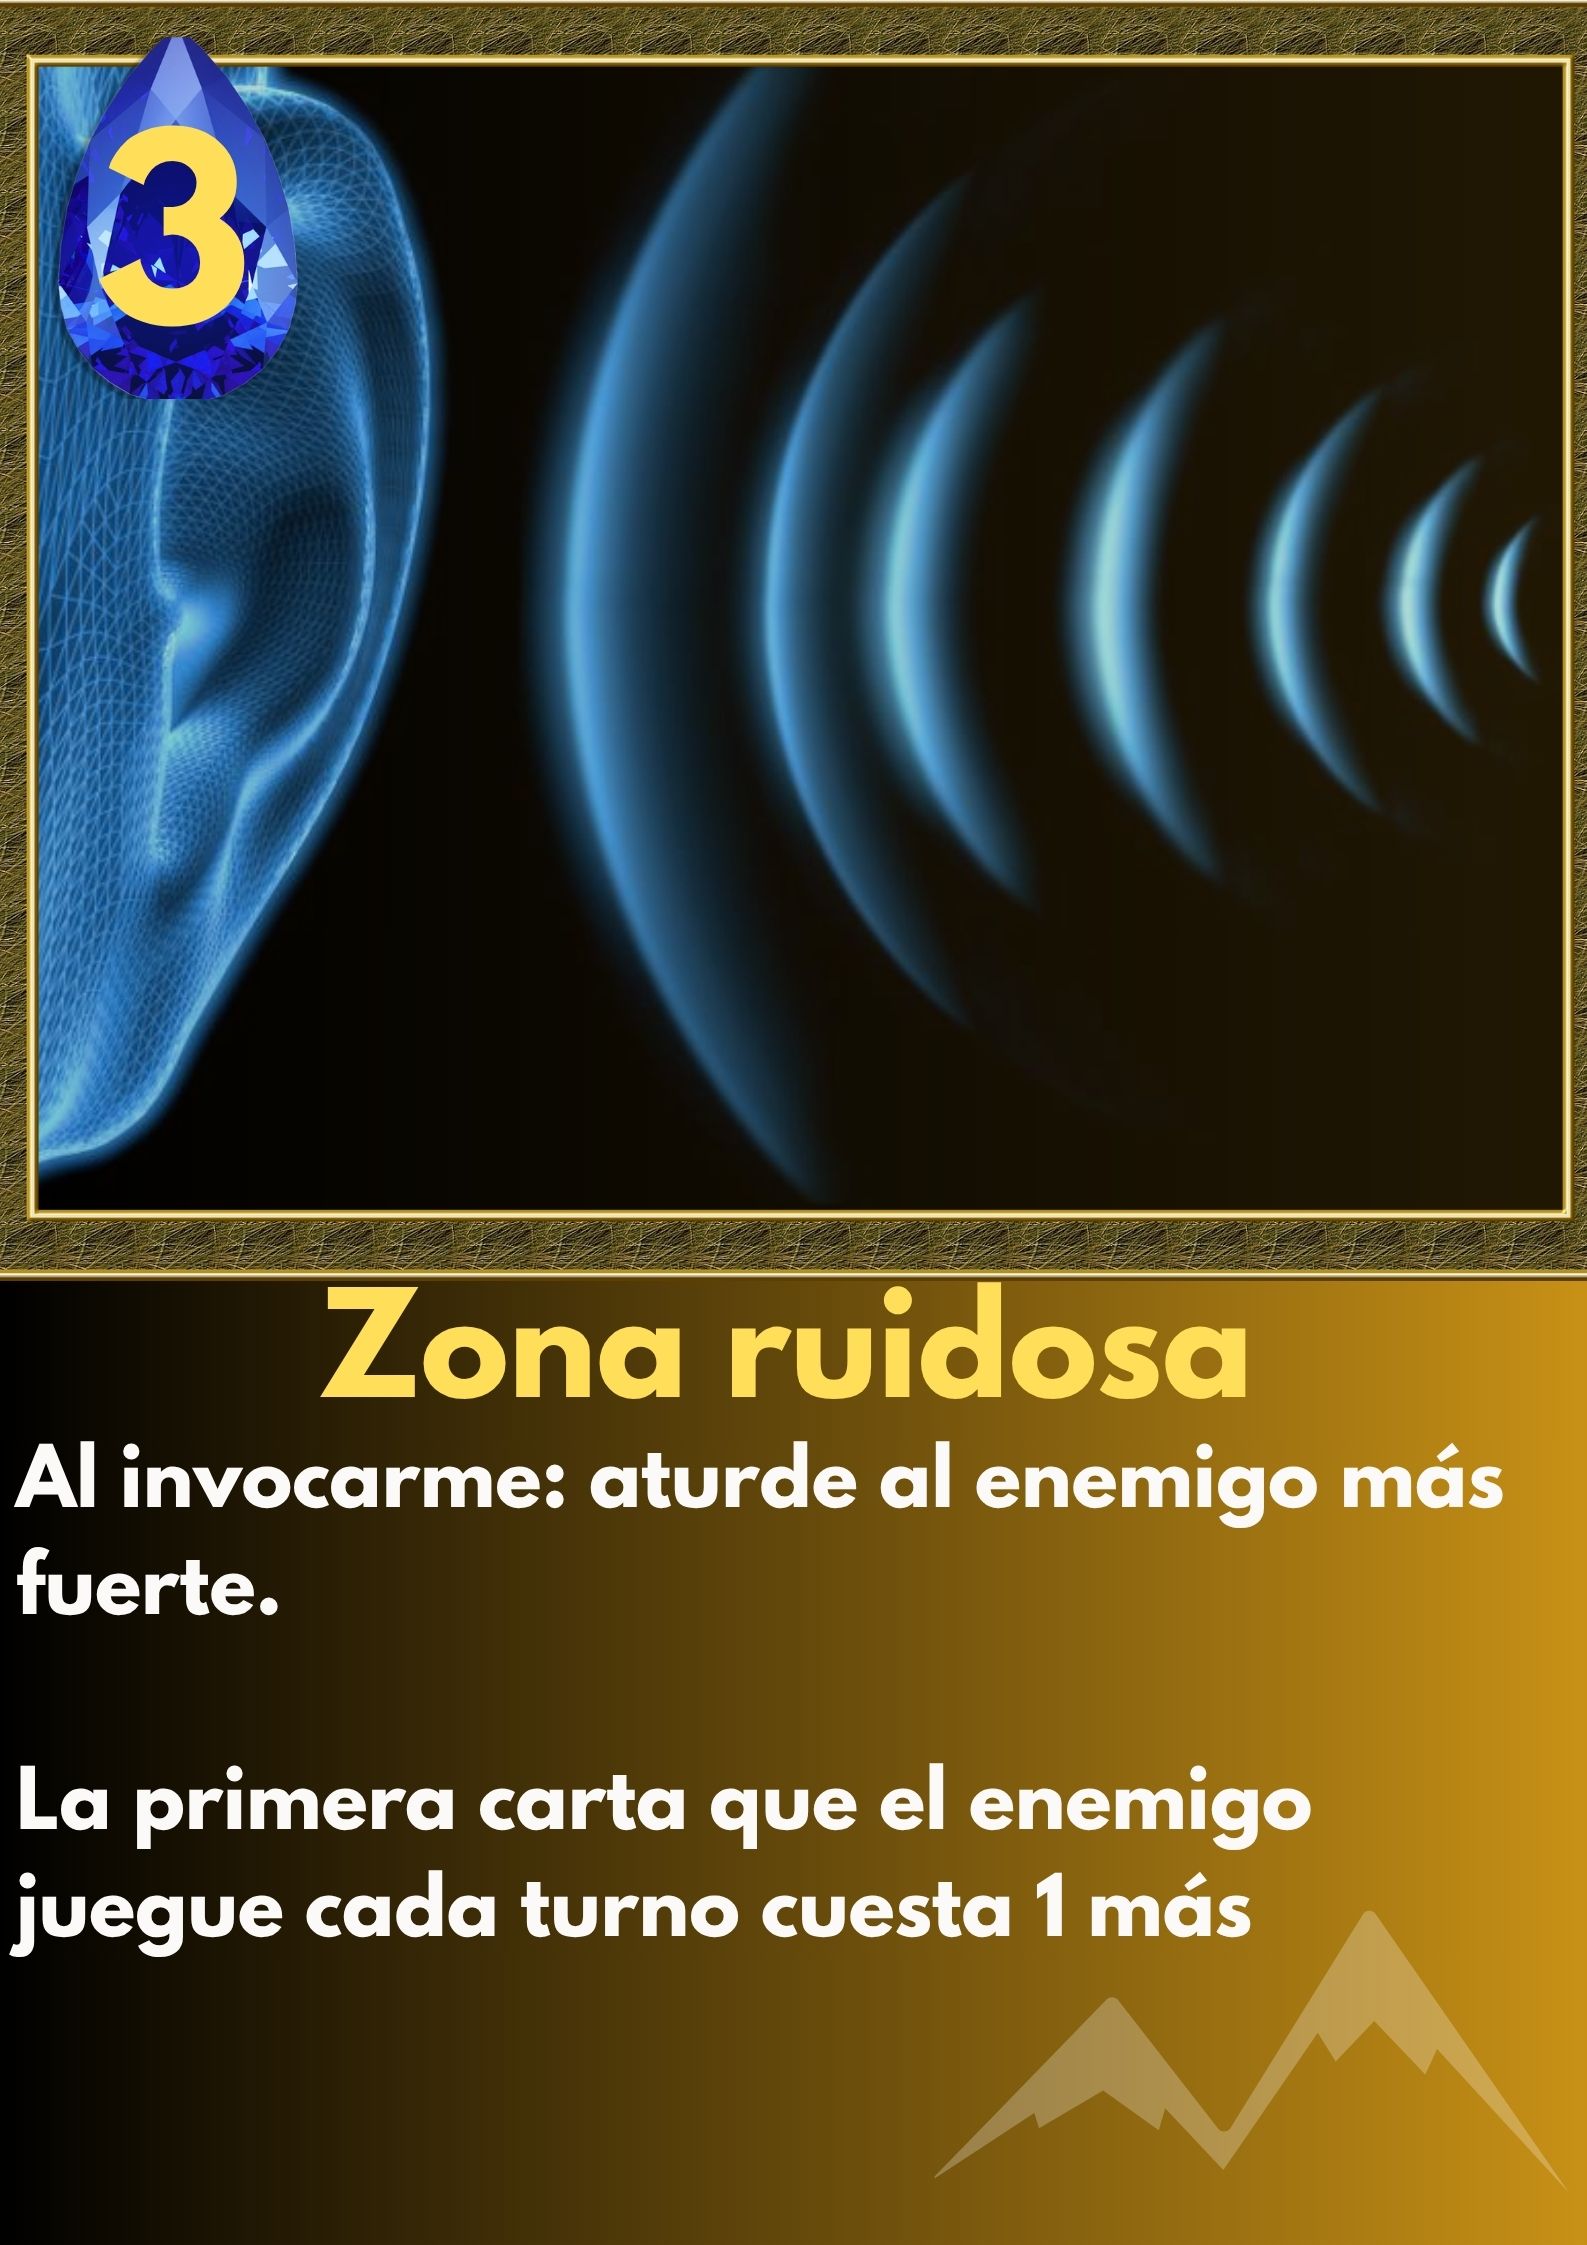 3
Zona ruidosa
Al invocarme: aturde al enemigo más
fuerte.
La primera carta que el enemigo
juegue cada turno cuesta 1 más